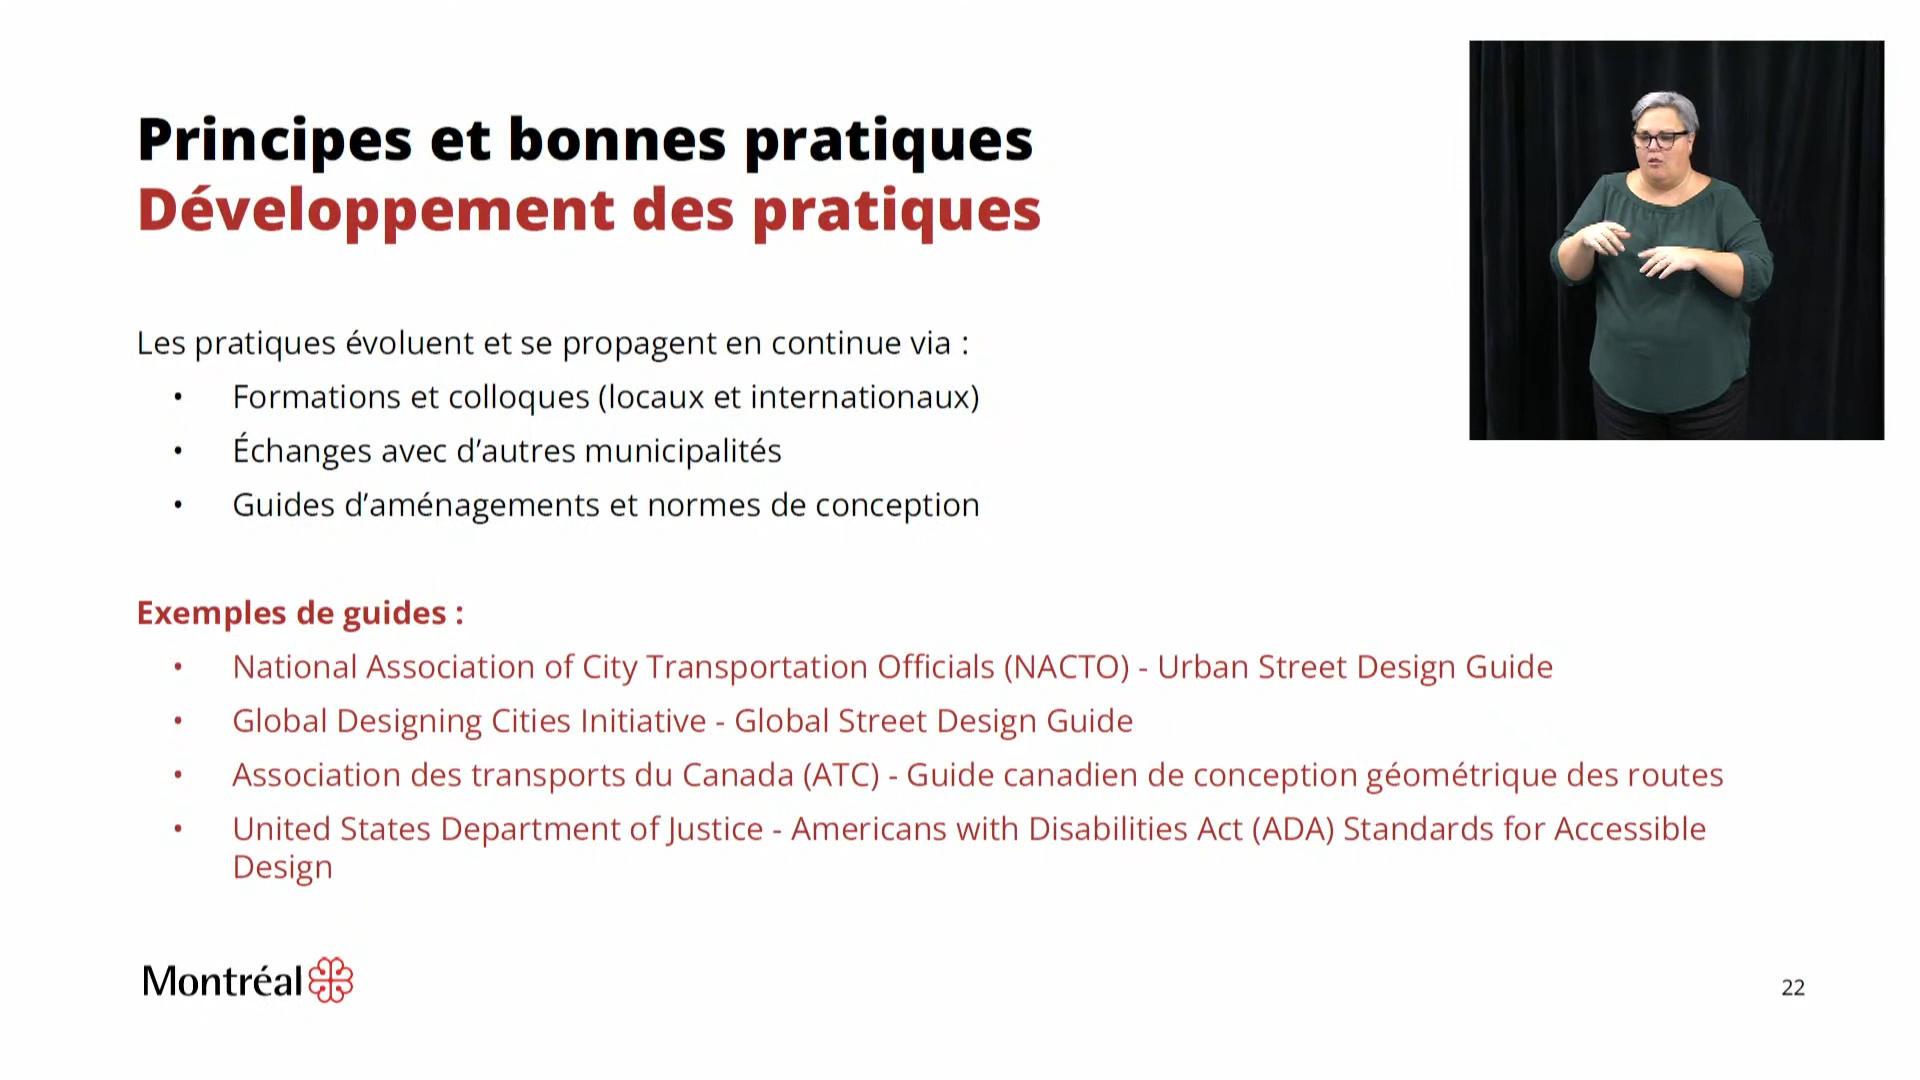 Principes et bonnes pratiques
Développement des pratiques
Les pratiques évoluent et se propagent en continue via :
• Formations et colloques (locaux et internationaux)
• Échanges avec d’autres municipalités
• Guides d’aménagements et normes de conception
Exemples de guides :
• National Association of City Transportation Officials (NACTO) - Urban Street Design Guide
• Global Designing Cities Initiative - Global Street Design Guide
• Association des transports du Canada (ATC) - Guide canadien de conception géométrique des routes
• United States Department of Justice - Americans with Disabilities Act (ADA) Standards for Accessible
Design
Montréal
22